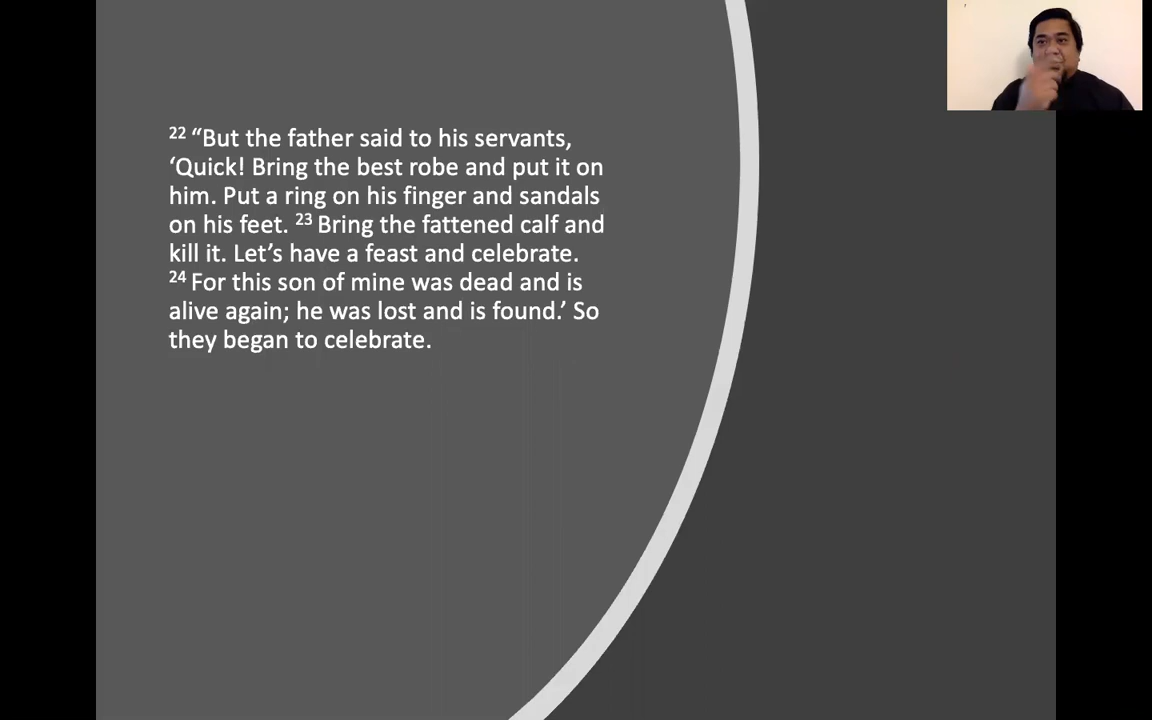 22 “But the father said to his servants,
‘Quick! Bring the best robe and put it on
him. Put a ring on his finger and sandals
on his feet. 23 Bring the fattened calf and
kill it. Let’s have a feast and celebrate.
24 For this son of mine was dead and is
alive again; he was lost and is found.’ So
they began to celebrate.